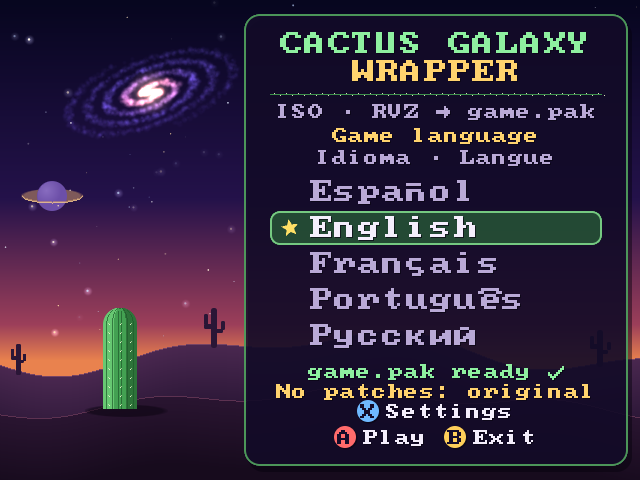 CACTUS GALAXY
WRAPPER
ISO · RVZ → game.pak
Game language
Idioma · Langue
Español
English
Français
Português
Русский
game.pak ready ✓
No patches: original
X Settings
A Play B Exit